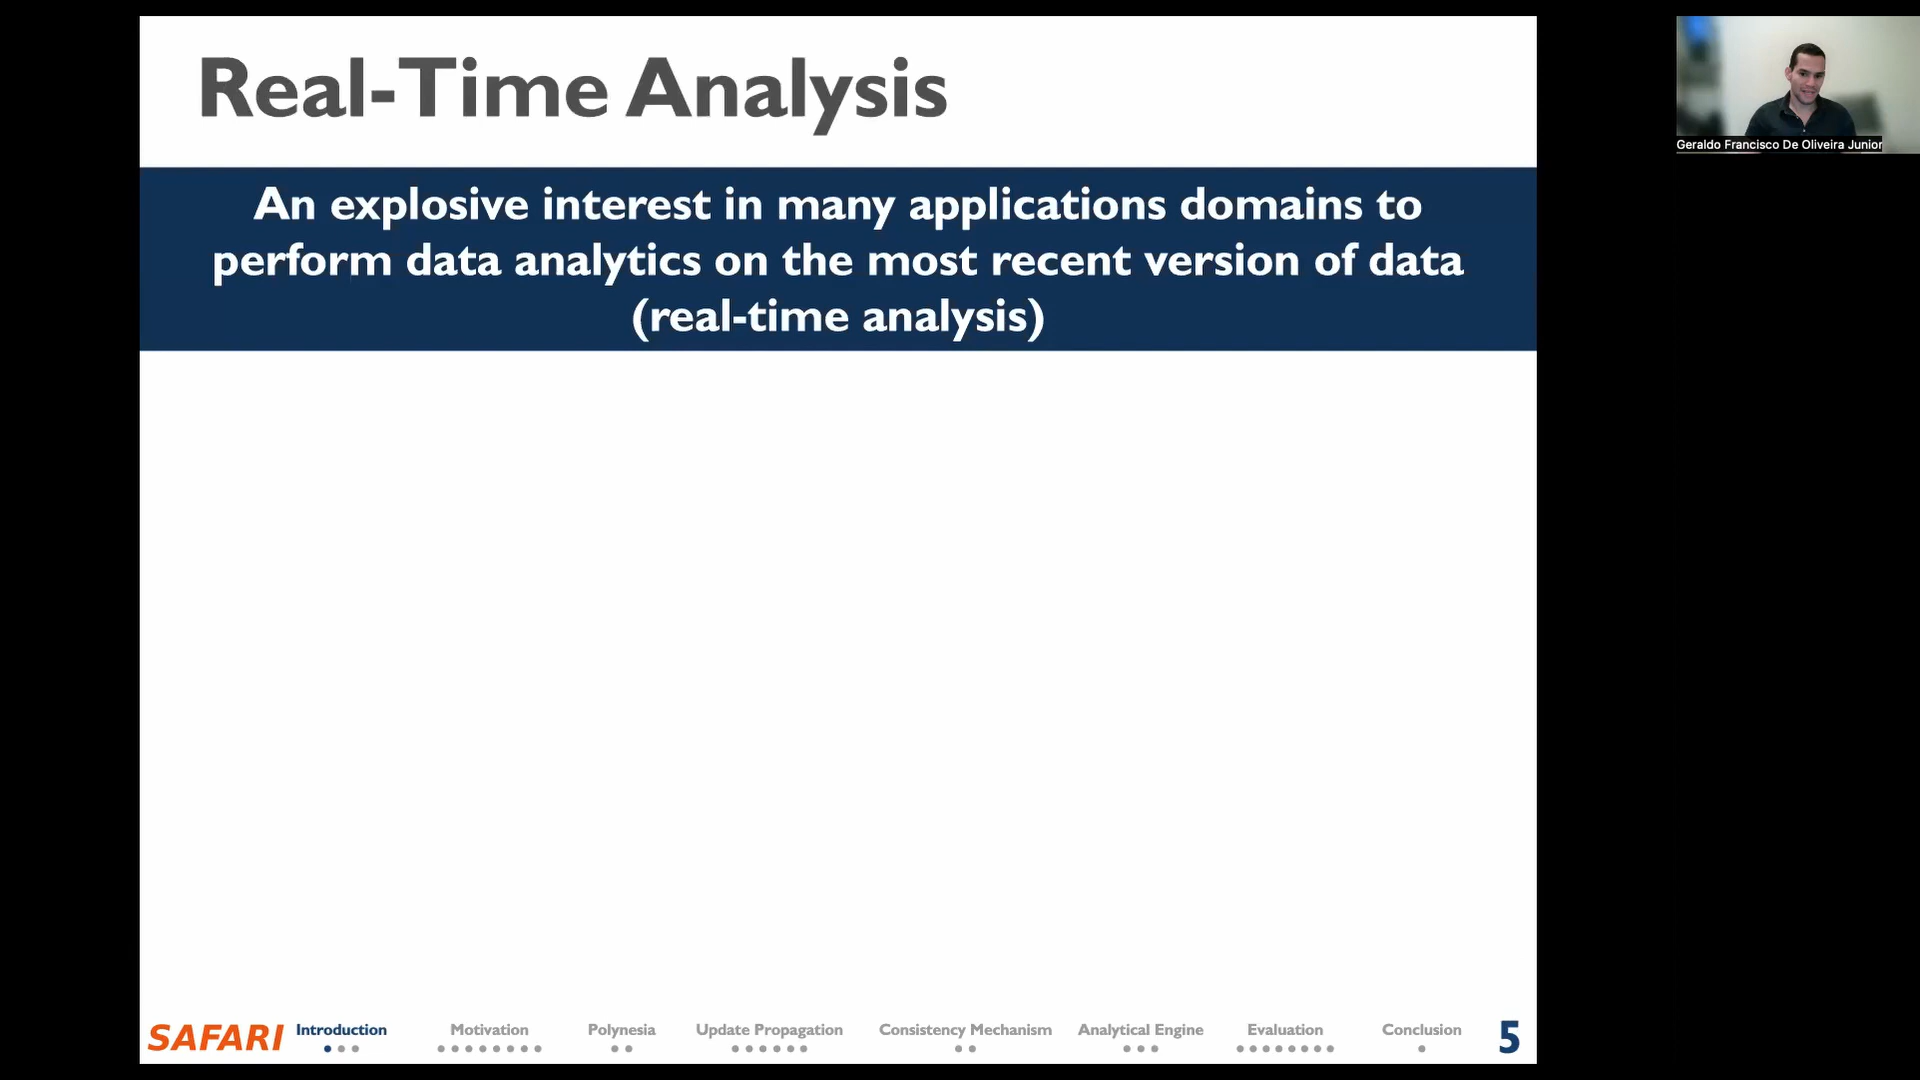 Real-Time Analysis
An explosive interest in many applications domains to
perform data analytics on the most recent version of data
(real-time analysis)
Geraldo Francisco De Oliveira Junior
SAFARI
Introduction
Motivation
Polynesia
Update Propagation
Consistency Mechanism
Analytical Engine
Evaluation
Conclusion
5